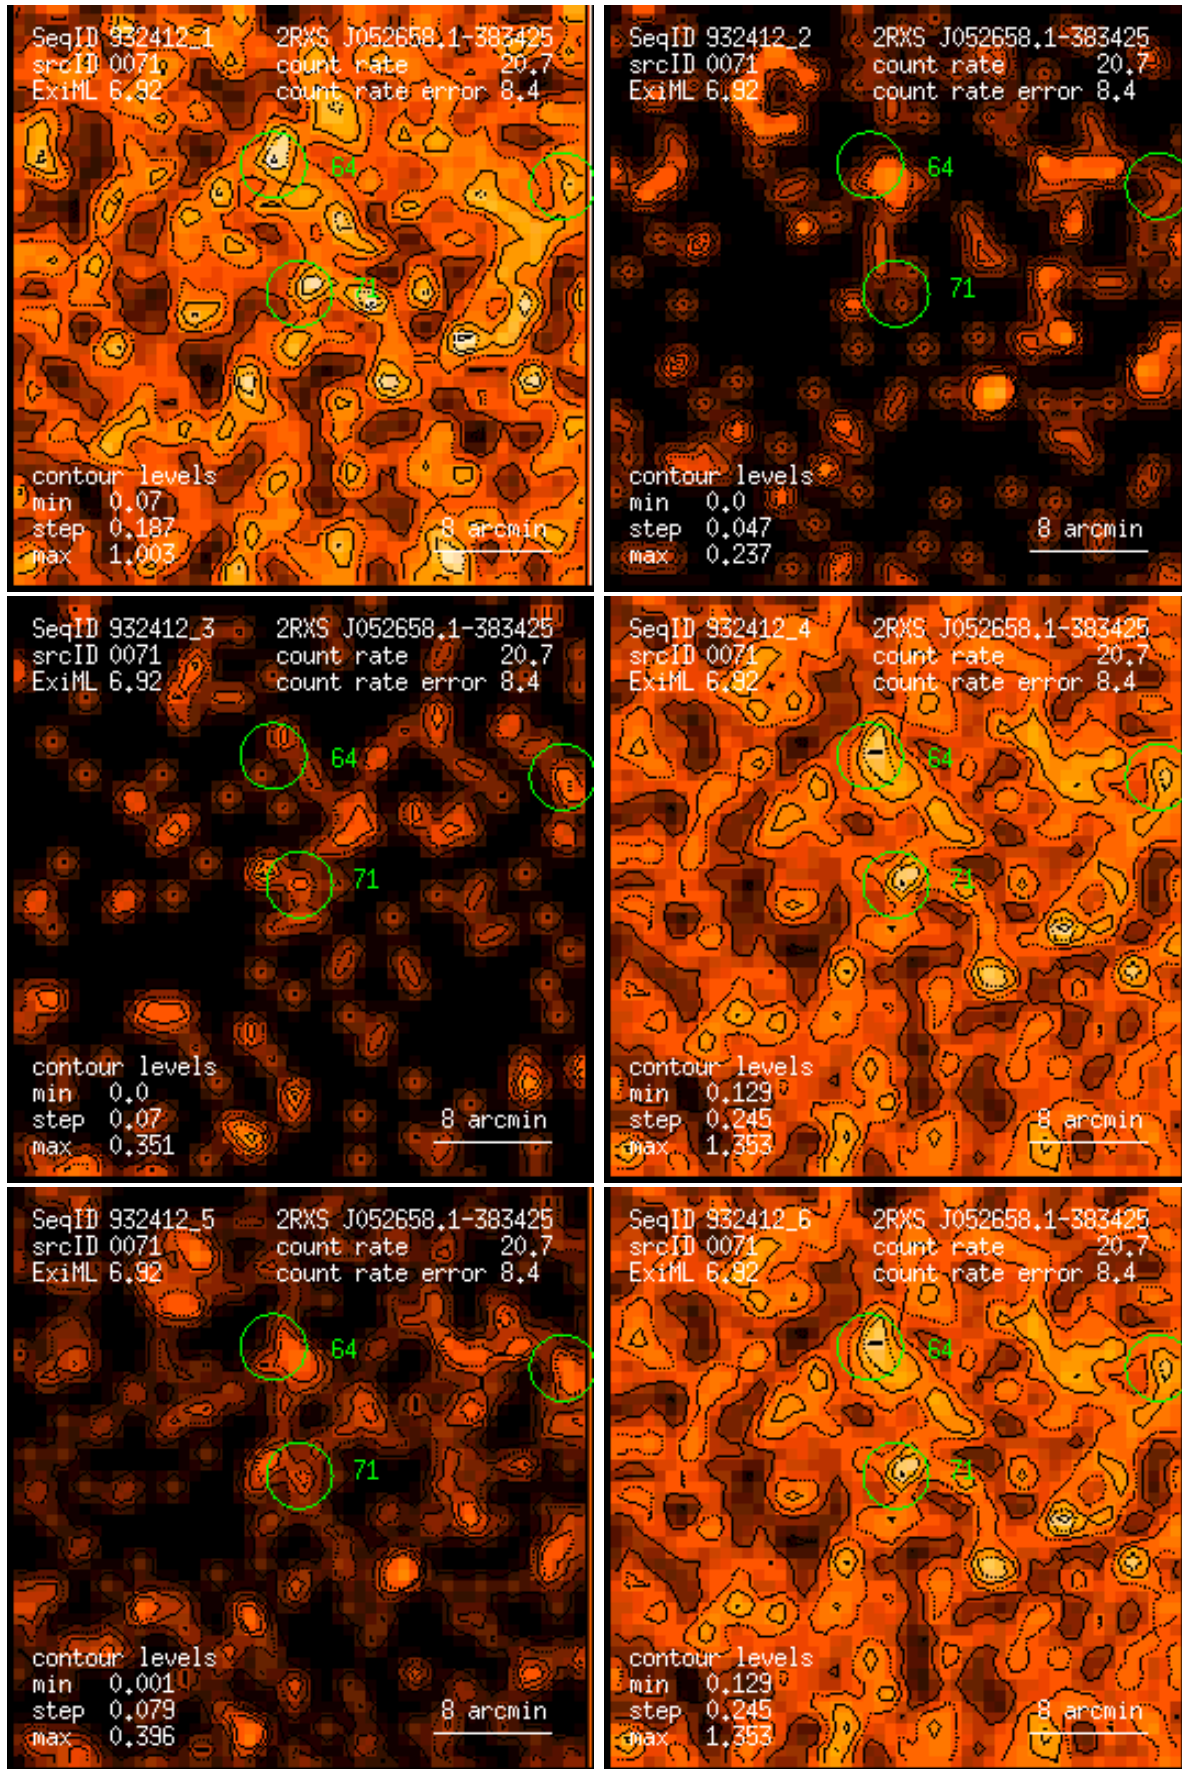 SeqID 932412_1 2RXS J052658.1-383425
srcID 0071 count rate 20.7
ExiML 6.92 count rate error 8.4
64
71
contour levels
min 0.07
step 0.187
max 1.003
8 arcmin
SeqID 932412_2 2RXS J052658.1-383425
srcID 0071 count rate 20.7
ExiML 6.92 count rate error 8.4
64
71
contour levels
min 0.0
step 0.047
max 0.237
8 arcmin
SeqID 932412_3 2RXS J052658.1-383425
srcID 0071 count rate 20.7
ExiML 6.92 count rate error 8.4
64
71
contour levels
min 0.0
step 0.07
max 0.351
8 arcmin
SeqID 932412_4 2RXS J052658.1-383425
srcID 0071 count rate 20.7
ExiML 6.92 count rate error 8.4
64
71
contour levels
min 0.129
step 0.245
max 1.353
8 arcmin
SeqID 932412_5 2RXS J052658.1-383425
srcID 0071 count rate 20.7
ExiML 6.92 count rate error 8.4
64
71
contour levels
min 0.001
step 0.079
max 0.396
8 arcmin
SeqID 932412_6 2RXS J052658.1-383425
srcID 0071 count rate 20.7
ExiML 6.92 count rate error 8.4
64
71
contour levels
min 0.129
step 0.245
max 1.353
8 arcmin